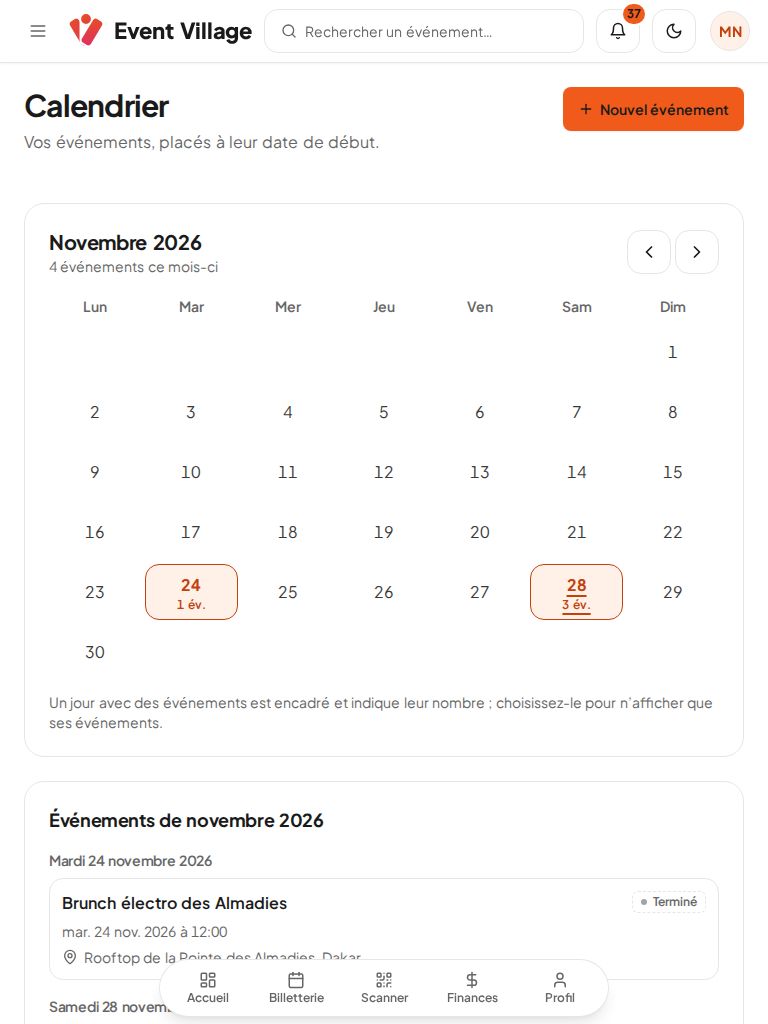 Event Village
Rechercher un événement…
37
MN
Calendrier
Nouvel événement
Vos événements, placés à leur date de début.
Novembre 2026
4 événements ce mois-ci
Lun Mar Mer Jeu Ven Sam Dim
1
2 3 4 5 6 7 8
9 10 11 12 13 14 15
16 17 18 19 20 21 22
23 24 25 26 27 28 29
1 év. 3 év.
30
Un jour avec des événements est encadré et indique leur nombre ; choisissez-le pour n’afficher que
ses événements.
Événements de novembre 2026
Mardi 24 novembre 2026
Brunch électro des Almadies
Terminé
mar. 24 nov. 2026 à 12:00
Rooftop de la Pointe des Almadies, Dakar
Samedi 28 novem
Accueil Billetterie Scanner Finances Profil